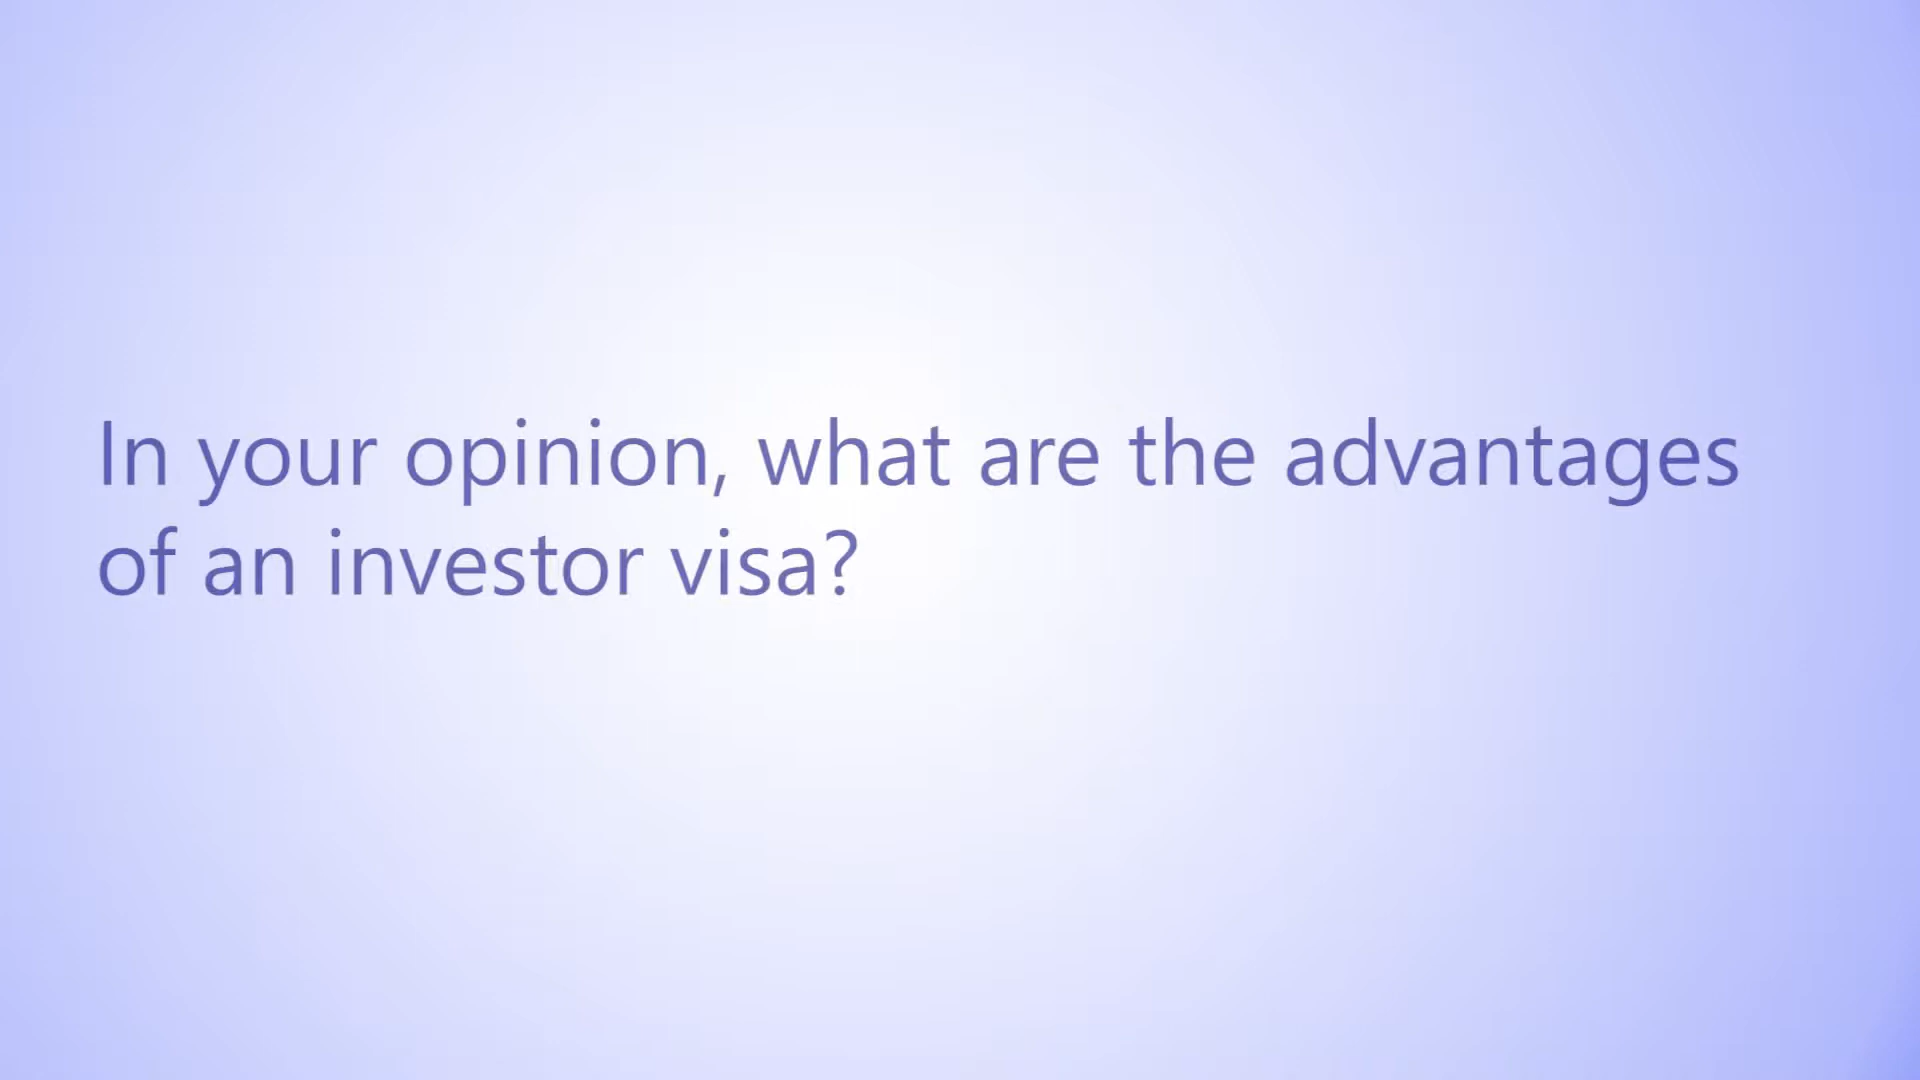 In your opinion, what are the advantages
of an investor visa?